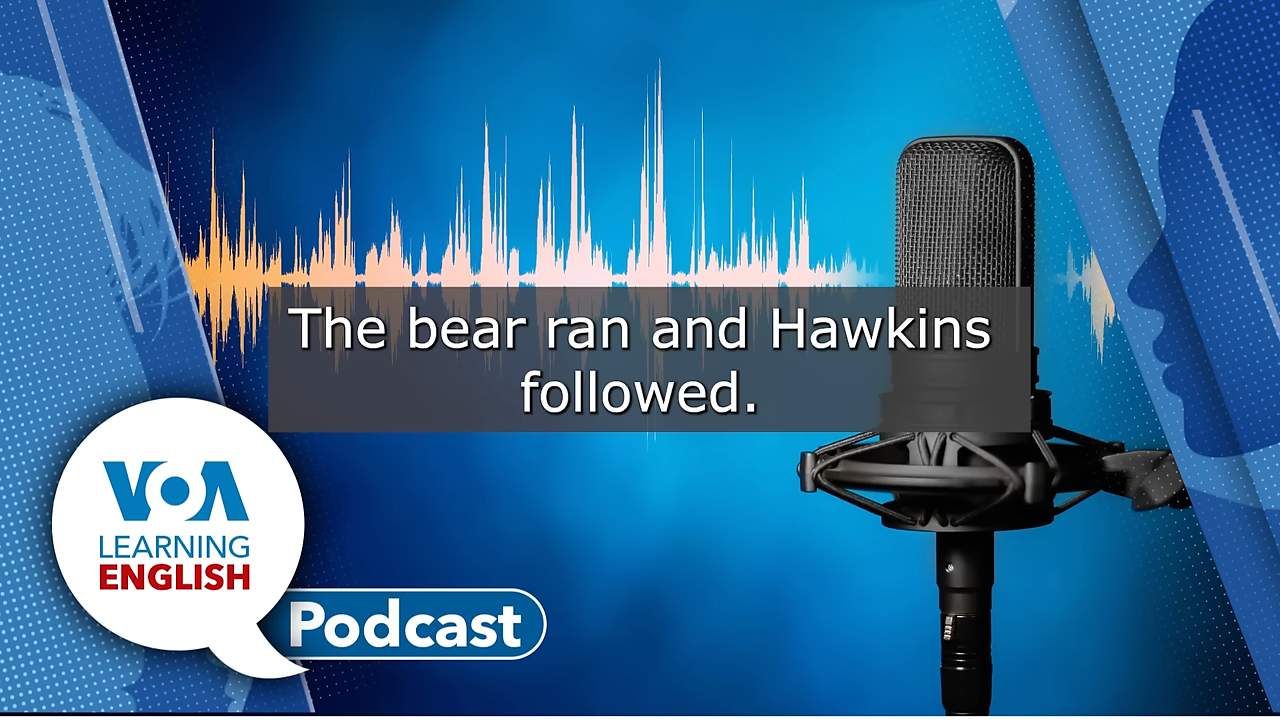 The bear ran and Hawkins
followed.
VOA
LEARNING
ENGLISH
Podcast